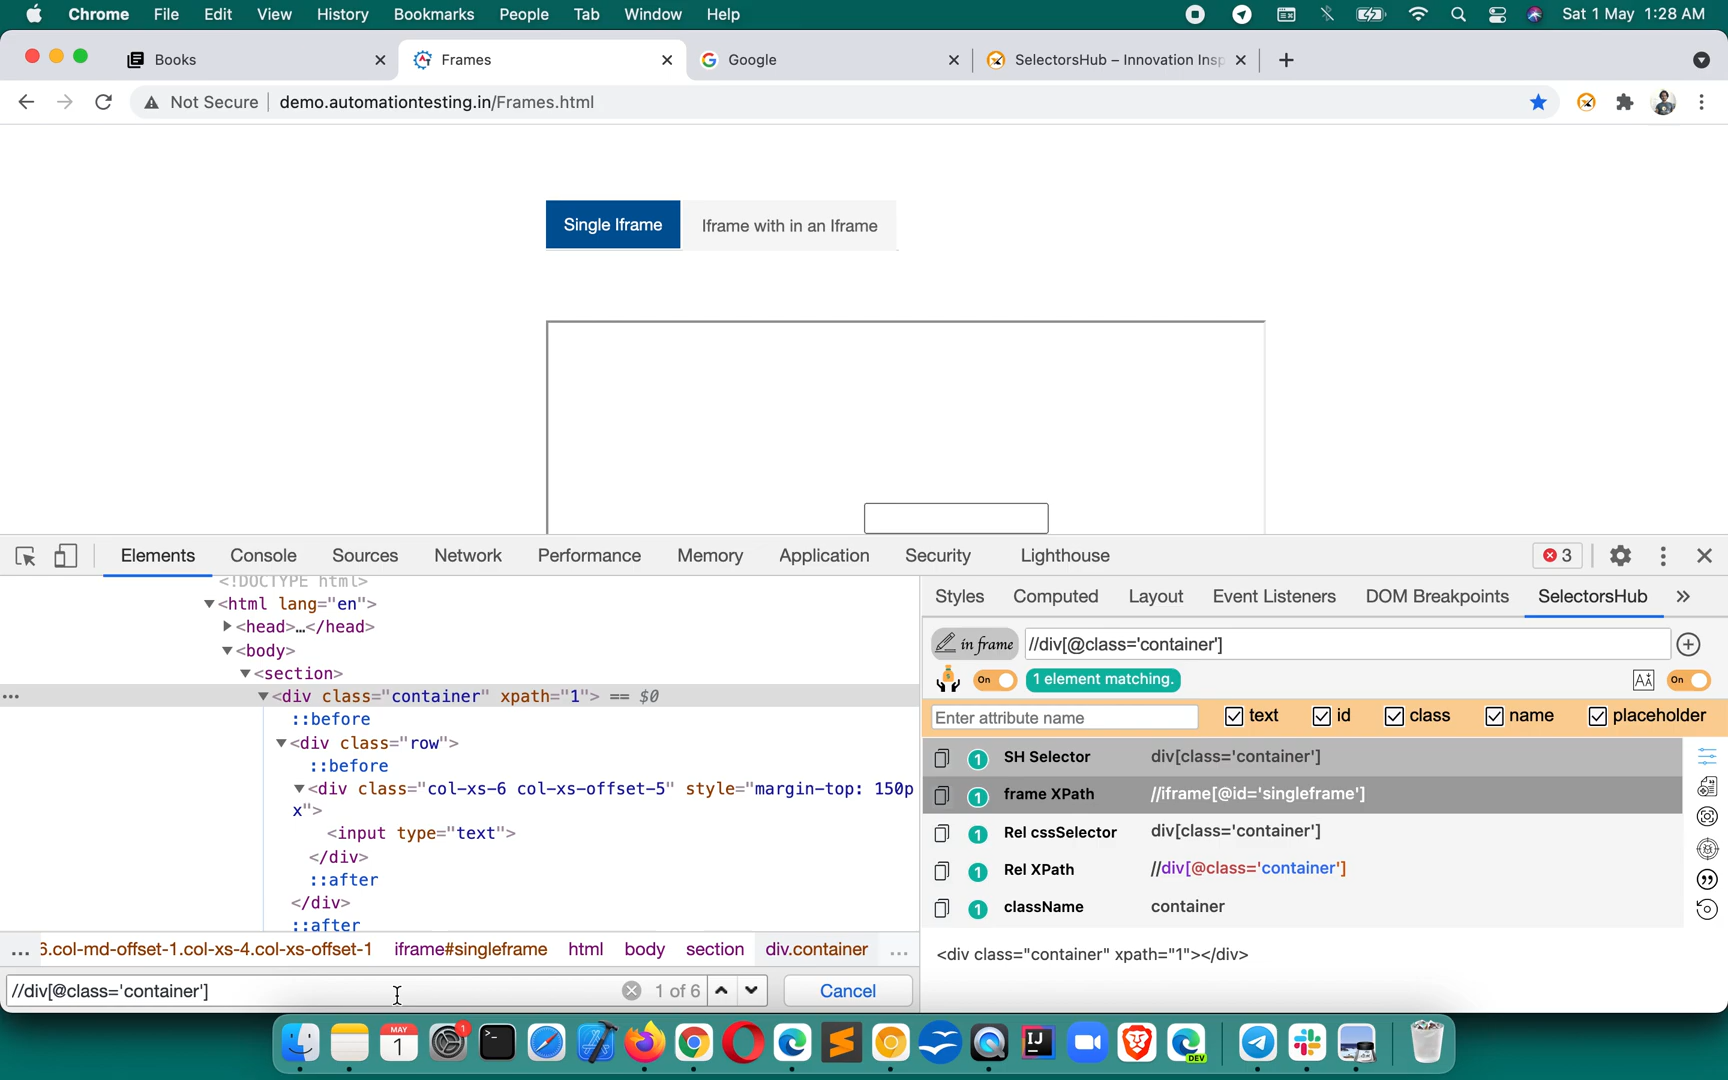 Chrome File Edit View History Bookmarks People Tab Window Help Sat 1 May 1:28 AM
Books Frames Google SelectorsHub – Innovation Insp
Not Secure demo.automationtesting.in/Frames.html
Single Iframe Iframe with in an Iframe
Elements Console Sources Network Performance Memory Application Security Lighthouse 3
<!DOCTYPE html>
<html lang="en">
<head>…</head>
<body>
<section>
<div class="container" xpath="1"> == $0
::before
<div class="row">
::before
<div class="col-xs-6 col-xs-offset-5" style="margin-top: 150p
x">
<input type="text">
</div>
::after
</div>
::after
... 6.col-md-offset-1.col-xs-4.col-xs-offset-1 iframe#singleframe html body section div.container ...
//div[@class='container'] 1 of 6 Cancel
Styles Computed Layout Event Listeners DOM Breakpoints SelectorsHub »
in frame //div[@class='container']
On 1 element matching. On
Enter attribute name text id class name placeholder
1 SH Selector div[class='container']
1 frame XPath //iframe[@id='singleframe']
1 Rel cssSelector div[class='container']
1 Rel XPath //div[@class='container']
1 className container
<div class="container" xpath="1"></div>
MAY
1
1
IJ
DEV